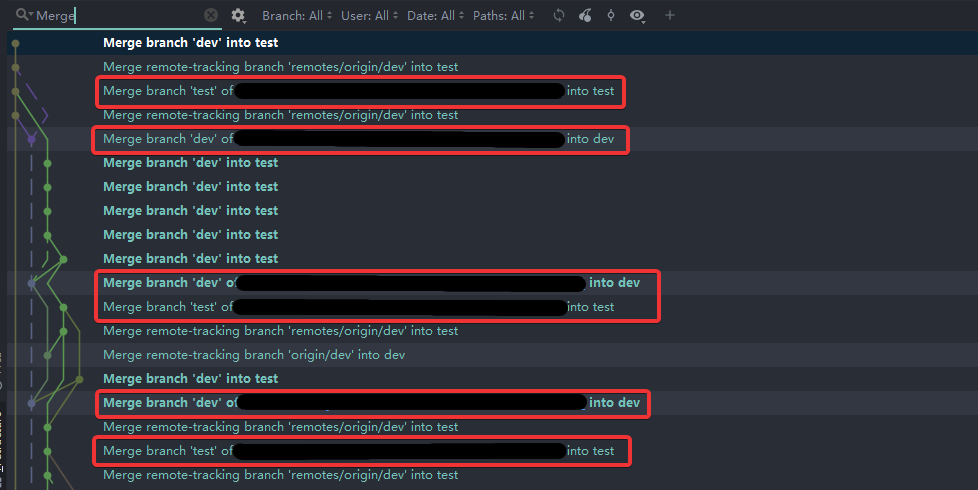 Merge
Branch: All User: All Date: All Paths: All
Merge branch 'dev' into test
Merge remote-tracking branch 'remotes/origin/dev' into test
Merge branch 'test' of into test
Merge remote-tracking branch 'remotes/origin/dev' into test
Merge branch 'dev' of into dev
Merge branch 'dev' into test
Merge branch 'dev' into test
Merge branch 'dev' into test
Merge branch 'dev' into test
Merge branch 'dev' into test
Merge branch 'dev' of into dev
Merge branch 'test' of into test
Merge remote-tracking branch 'remotes/origin/dev' into test
Merge remote-tracking branch 'origin/dev' into dev
Merge branch 'dev' into test
Merge branch 'dev' of into dev
Merge remote-tracking branch 'remotes/origin/dev' into test
Merge branch 'test' of into test
Merge remote-tracking branch 'remotes/origin/dev' into test